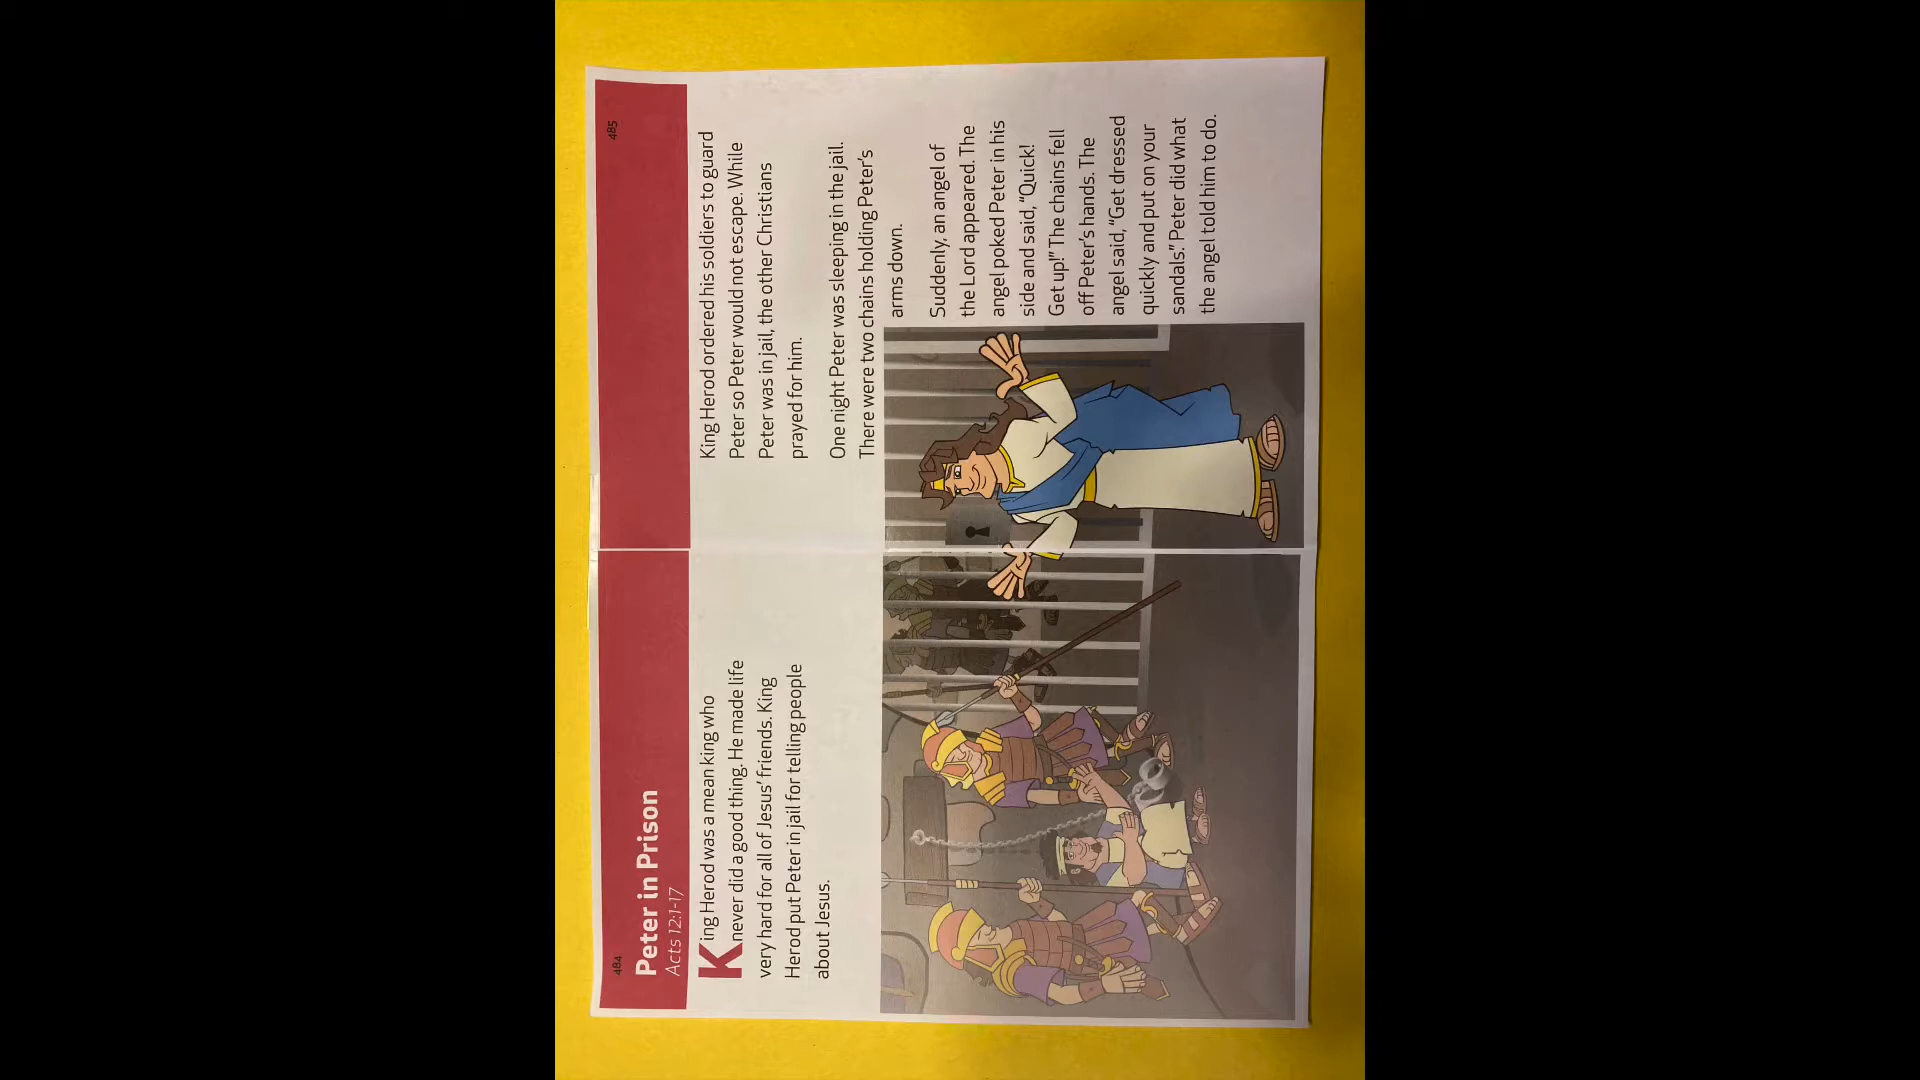 484
Peter in Prison
Acts 12:1-17
King Herod was a mean king who
never did a good thing. He made life
very hard for all of Jesus' friends. King
Herod put Peter in jail for telling people
about Jesus.
485
King Herod ordered his soldiers to guard
Peter so Peter would not escape. While
Peter was in jail, the other Christians
prayed for him.
One night Peter was sleeping in the jail.
There were two chains holding Peter's
arms down.
Suddenly, an angel of
the Lord appeared. The
angel poked Peter in his
side and said, "Quick!
Get up!" The chains fell
off Peter's hands. The
angel said, "Get dressed
quickly and put on your
sandals." Peter did what
the angel told him to do.